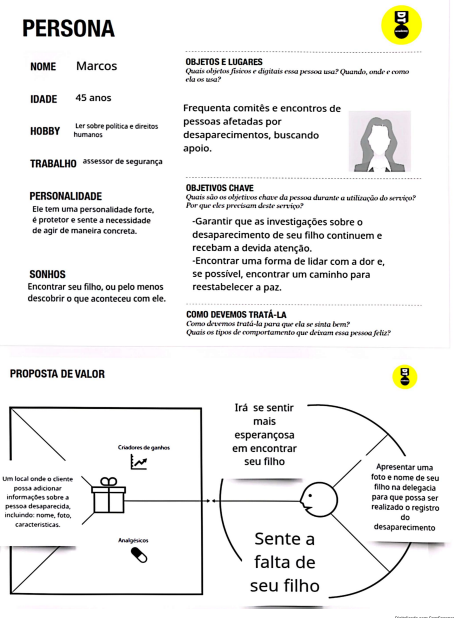 PERSONA
NOME Marcos
IDADE 45 anos
HOBBY Ler sobre política e direitos
humanos
TRABALHO assessor de segurança
PERSONALIDADE
Ele tem uma personalidade forte,
é protetor e sente a necessidade
de agir de maneira concreta.
SONHOS
Encontrar seu filho, ou pelo menos
descobrir o que aconteceu com ele.
OBJETOS E LUGARES
Quais objetos físicos e digitais essa pessoa usa? Quando, onde e como
ela os usa?
Frequenta comitês e encontros de
pessoas afetadas por
desaparecimentos, buscando
apoio.
OBJETIVOS CHAVE
Quais são os objetivos chave da pessoa durante a utilização do serviço?
Por que eles precisam deste serviço?
-Garantir que as investigações sobre o
desaparecimento de seu filho continuem e
recebam a devida atenção.
-Encontrar uma forma de lidar com a dor e,
se possível, encontrar um caminho para
reestabelecer a paz.
COMO DEVEMOS TRATÁ-LA
Como devemos tratá-la para que ela se sinta bem?
Quais os tipos de comportamento que deixam essa pessoa feliz?
PROPOSTA DE VALOR
Um local onde o cliente
possa adicionar
informações sobre a
pessoa desaparecida,
incluindo: nome, foto,
caracteristicas.
Criadores de ganhos
Analgésicos
Irá se sentir
mais
esperançosa
em encontrar
seu filho
Sente a
falta de
seu filho
Apresentar uma
foto e nome de seu
filho na delegacia
para que possa ser
realizado o registro
do
desaparecimento